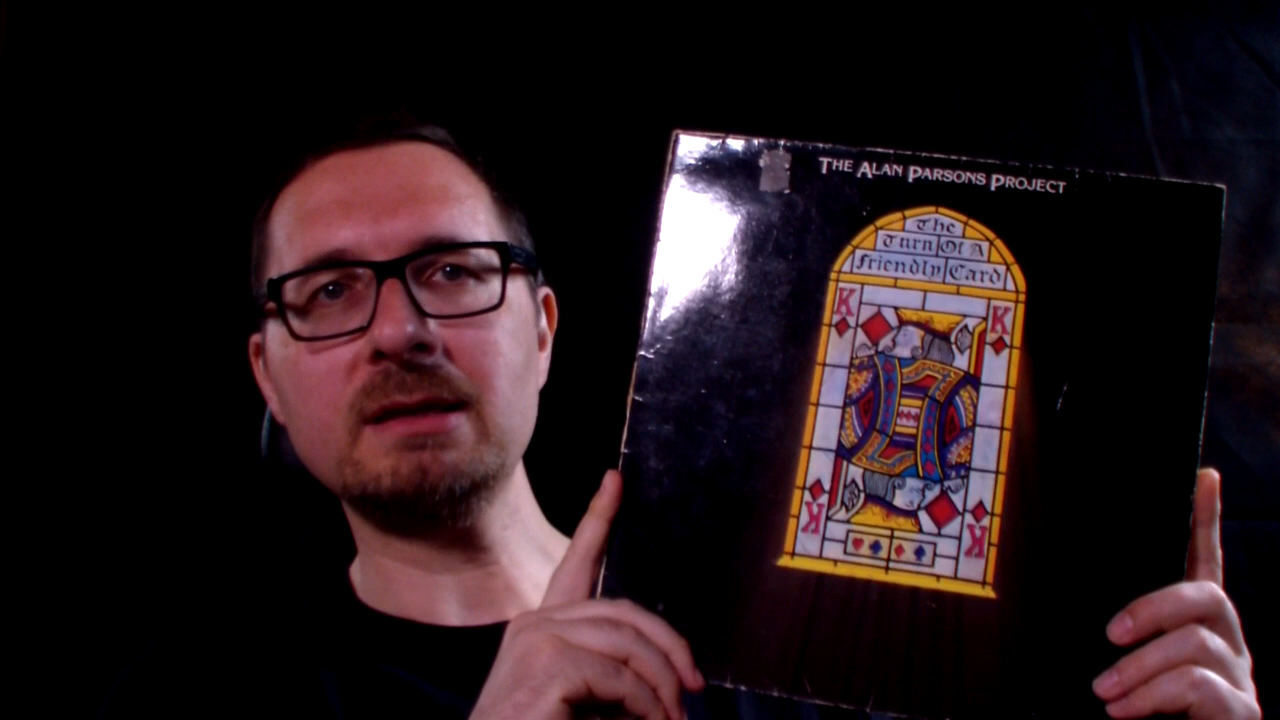 THE ALAN PARSONS PROJECT
The
Turn Of A
Friendly Card
K
K
K
K